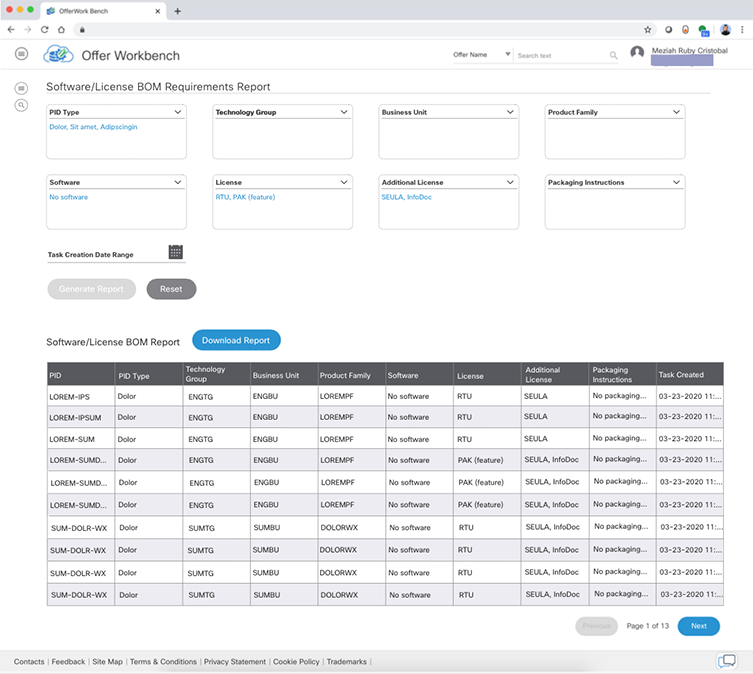 OfferWork Bench
Offer Workbench
Offer Name
Search text
Meziah Ruby Cristobal
Software/License BOM Requirements Report
PID Type Technology Group Business Unit Product Family
Dolor, Sit amet, Adipscingin
Software License Additional License Packaging Instructions
No software RTU, PAK (feature) SEULA, InfoDoc
Task Creation Date Range
Generate Report Reset
Software/License BOM Report Download Report
PID PID Type Technology Group Business Unit Product Family Software License Additional License Packaging Instructions Task Created
LOREM-IPS Dolor ENGTG ENGBU LOREMPF No software RTU SEULA No packaging... 03-23-2020 11:...
LOREM-IPSUM Dolor ENGTG ENGBU LOREMPF No software RTU SEULA No packaging... 03-23-2020 11:...
LOREM-SUM Dolor ENGTG ENGBU LOREMPF No software RTU SEULA No packaging... 03-23-2020 11:...
LOREM-SUMD... Dolor ENGTG ENGBU LOREMPF No software PAK (feature) SEULA, InfoDoc No packaging... 03-23-2020 11:...
LOREM-SUMD... Dolor ENGTG ENGBU LOREMPF No software PAK (feature) SEULA, InfoDoc No packaging... 03-23-2020 11:...
LOREM-SUMD... Dolor ENGTG ENGBU LOREMPF No software PAK (feature) SEULA, InfoDoc No packaging... 03-23-2020 11:...
SUM-DOLR-WX Dolor SUMTG SUMBU DOLORWX No software RTU SEULA, InfoDoc No packaging... 03-23-2020 11:...
SUM-DOLR-WX Dolor SUMTG SUMBU DOLORWX No software RTU SEULA, InfoDoc No packaging... 03-23-2020 11:...
SUM-DOLR-WX Dolor SUMTG SUMBU DOLORWX No software RTU SEULA, InfoDoc No packaging... 03-23-2020 11:...
SUM-DOLR-WX Dolor SUMTG SUMBU DOLORWX No software RTU SEULA, InfoDoc No packaging... 03-23-2020 11:...
Previous Page 1 of 13 Next
Contacts | Feedback | Site Map | Terms & Conditions | Privacy Statement | Cookie Policy | Trademarks |